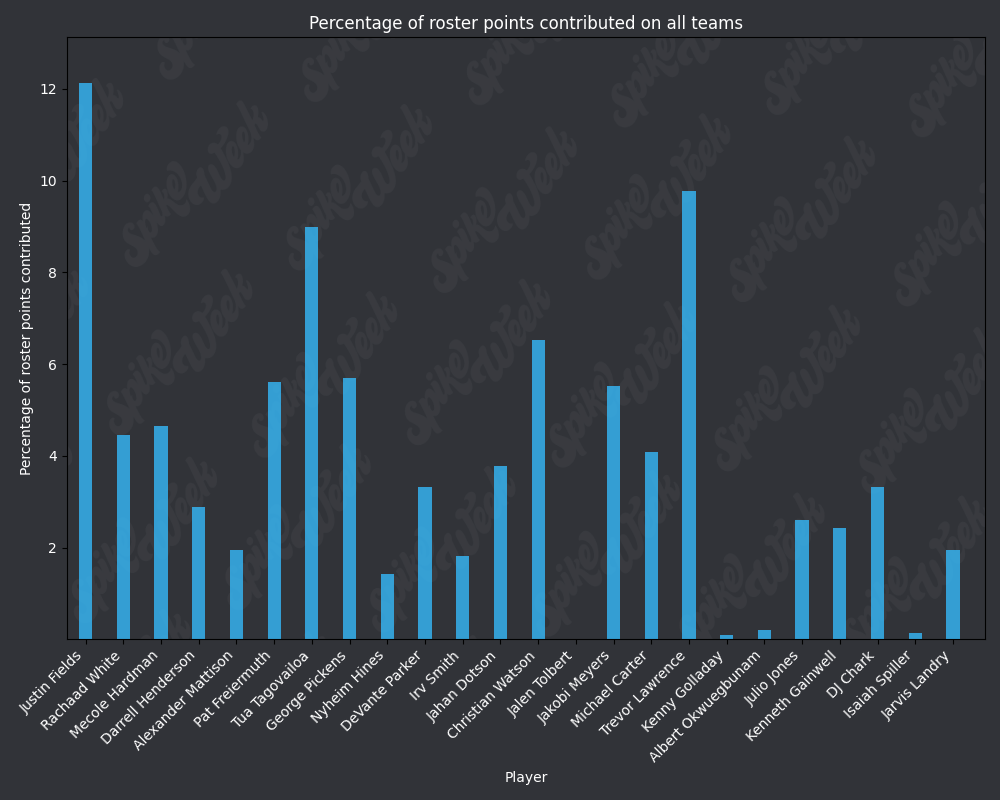 Percentage of roster points contributed on all teams
Percentage of roster points contributed
12
10
8
6
4
2
Justin Fields
Rachaad White
Mecole Hardman
Darrell Henderson
Alexander Mattison
Pat Freiermuth
Tua Tagovailoa
George Pickens
Nyheim Hines
DeVante Parker
Irv Smith
Jahan Dotson
Christian Watson
Jalen Tolbert
Jakobi Meyers
Michael Carter
Trevor Lawrence
Kenny Golladay
Albert Okwuegbunam
Julio Jones
Kenneth Gainwell
DJ Chark
Isaiah Spiller
Jarvis Landry
Player
Spike Week